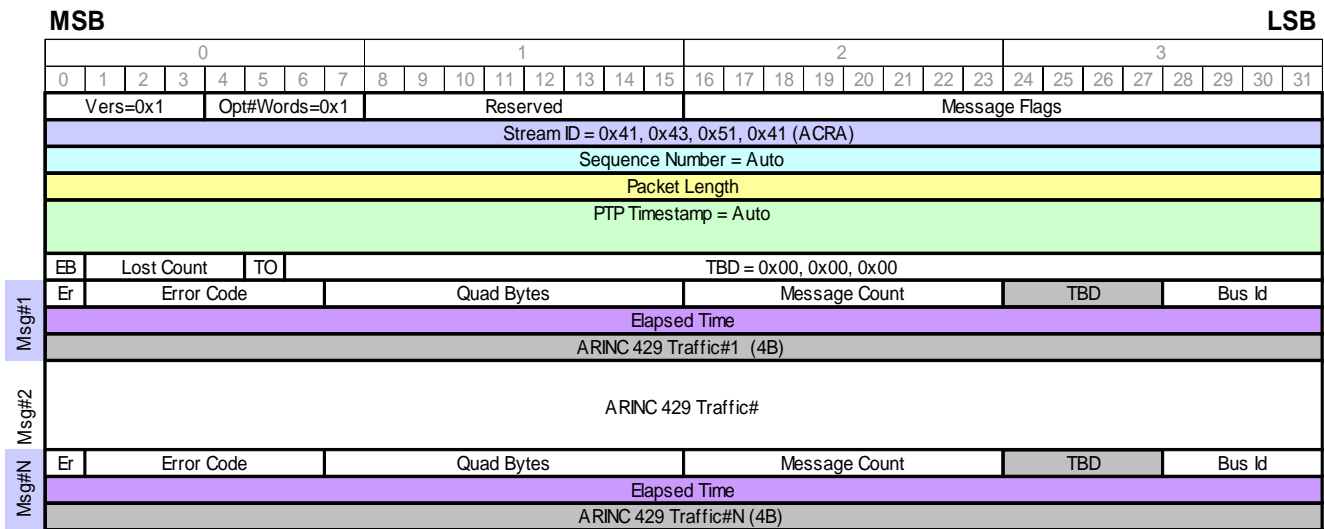 MSB LSB
0 1 2 3
0 1 2 3 4 5 6 7 8 9 10 11 12 13 14 15 16 17 18 19 20 21 22 23 24 25 26 27 28 29 30 31
Vers=0x1 Opt#Words=0x1 Reserved Message Flags
Stream ID = 0x41, 0x43, 0x51, 0x41 (ACRA)
Sequence Number = Auto
Packet Length
PTP Timestamp = Auto
EB Lost Count TO TBD = 0x00, 0x00, 0x00
Msg#1
Er Error Code Quad Bytes Message Count TBD Bus Id
Elapsed Time
ARINC 429 Traffic#1 (4B)
Msg#2
ARINC 429 Traffic#
Msg#N
Er Error Code Quad Bytes Message Count TBD Bus Id
Elapsed Time
ARINC 429 Traffic#N (4B)